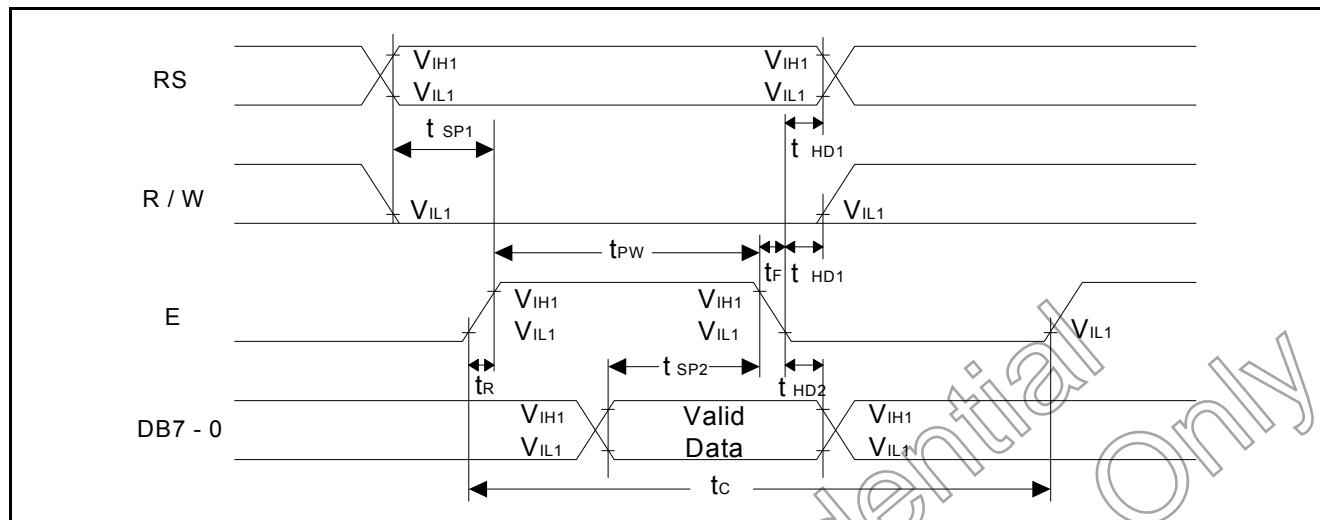 RS
VIH1 VIH1
VIL1 VIL1
t SP1
t HD1
R / W
VIL1 VIL1
tPW
tF t HD1
E
VIH1 VIH1
VIL1 VIL1 VIL1
tR
t SP2
t HD2
DB7 - 0
VIH1 Valid VIH1
VIL1 Data VIL1
tC
Only